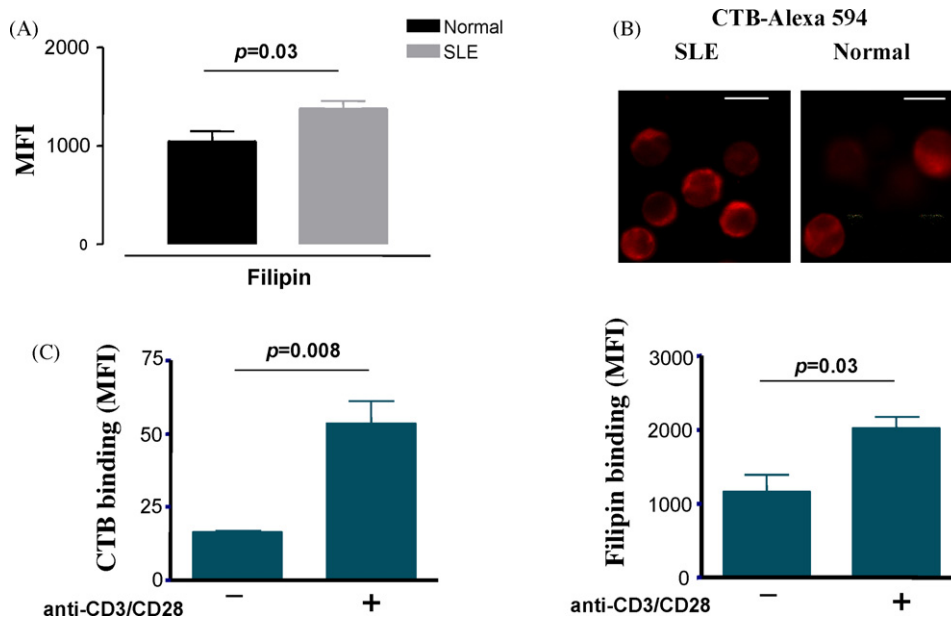 (A)
Normal
SLE
2000
p=0.03
MFI
1000
0
Filipin
(B)
CTB-Alexa 594
SLE
Normal
(C)
75
p=0.008
CTB binding (MFI)
50
25
0
anti-CD3/CD28
−
+
3000
p=0.03
Filipin binding (MFI)
2000
1000
0
anti-CD3/CD28
−
+